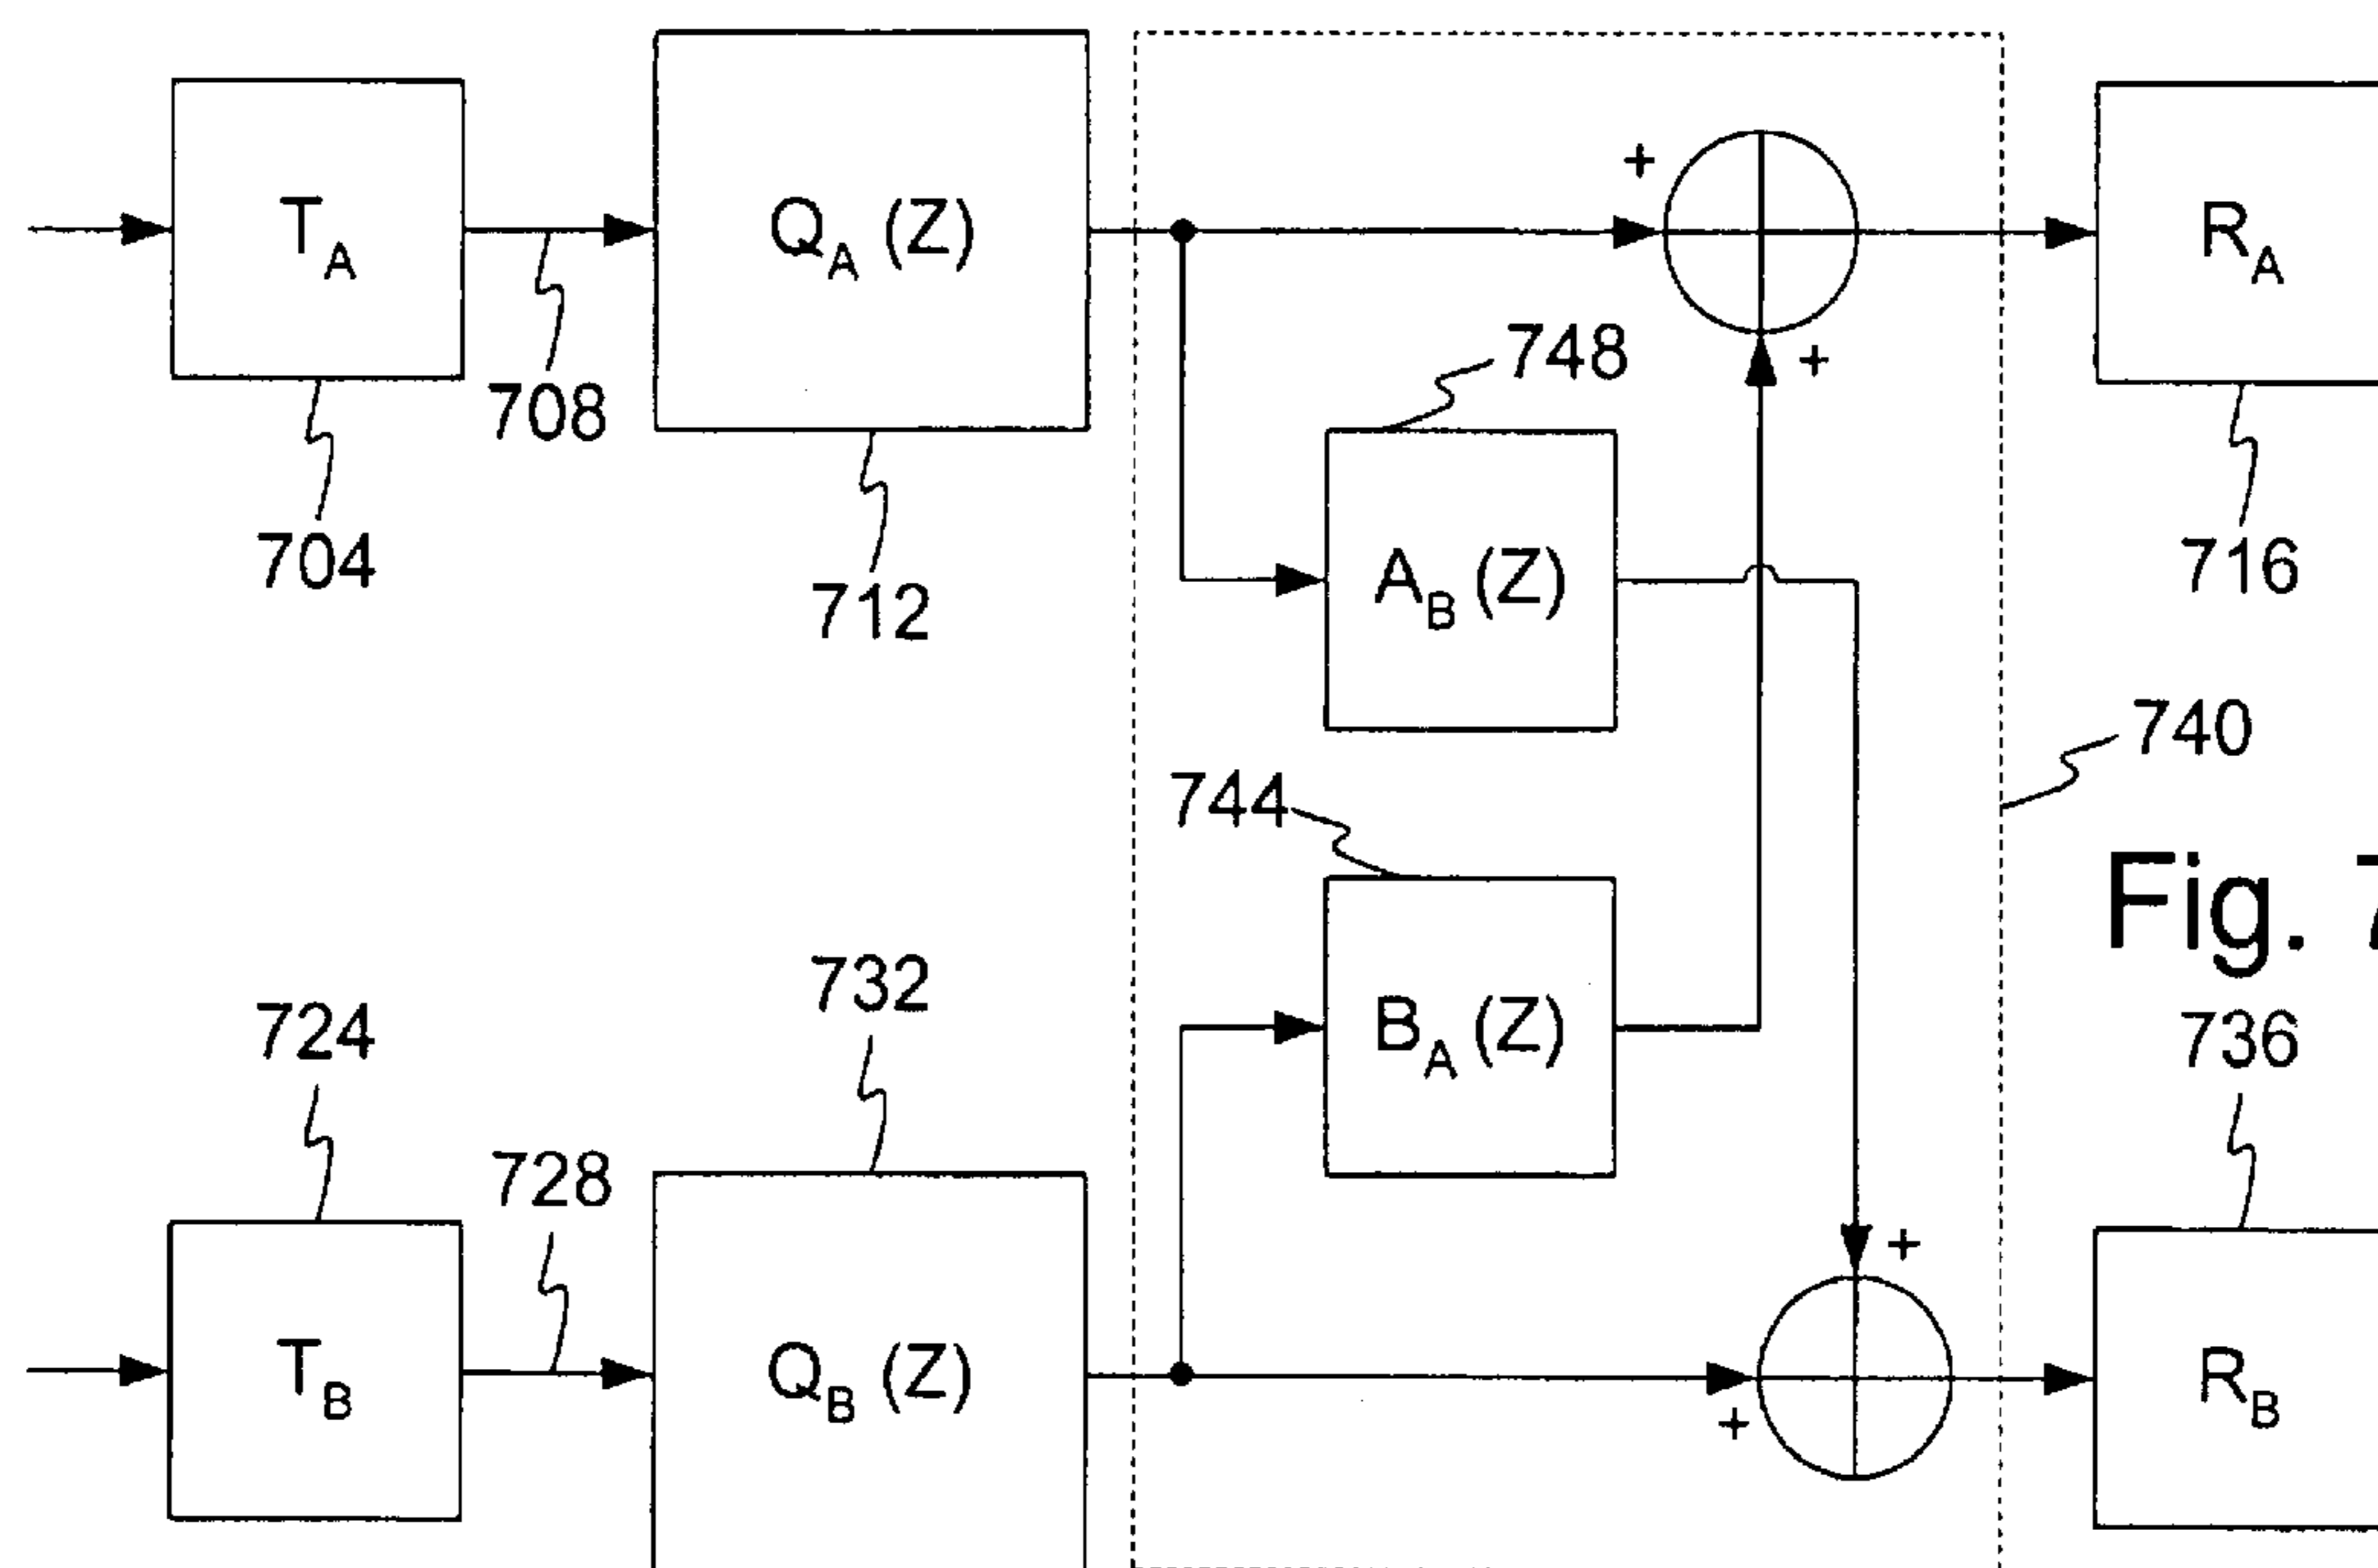 T_A
Q_A (Z)
R_A
708
748
704
712
716
A_B (Z)
740
744
Fig. 7
732
724
B_A (Z)
736
728
T_B
Q_B (Z)
R_B
+
+
+
+